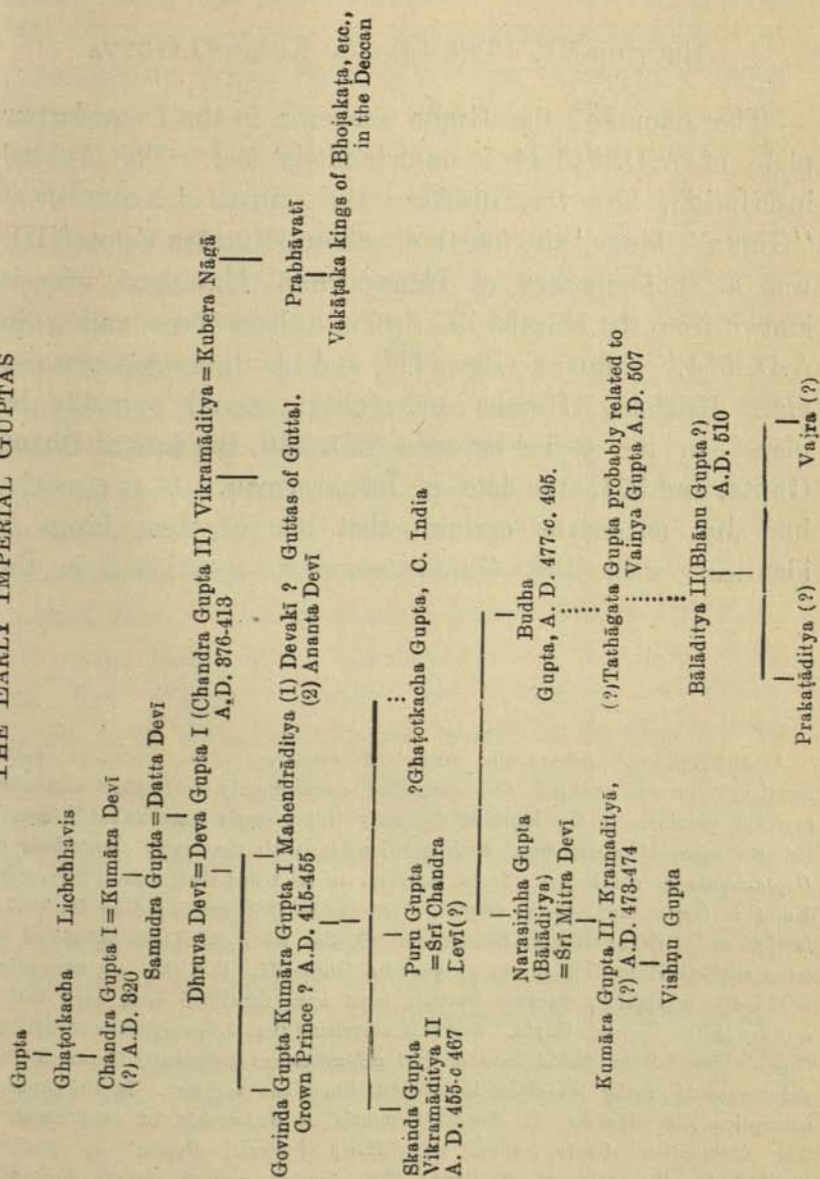 THE EARLY IMPERIAL GUPTAS
Gupta
Ghaṭotkacha Lichchhavis
Chandra Gupta I=Kumāra Devī
(?) A.D. 320
Samudra Gupta=Datta Devī
Dhruva Devī=Deva Gupta I (Chandra Gupta II) Vikramāditya=Kubera Nāgā
A.D. 376-413
Govinda Gupta Kumāra Gupta I Mahendrāditya (1) Devakī ? Guttas of Guttal.
Crown Prince ? A.D. 415-455 (2) Ananta Devī
Prabhāvatī
Vākāṭaka kings of Bhojakaṭa, etc.,
in the Deccan
Skanda Gupta
Vikramāditya II
A. D. 455-c 467
Puru Gupta
=Śrī Chandra
Devī(?)
?Ghaṭotkacha Gupta, C. India
Narasiṁha Gupta
(Bālāditya)
=Śrī Mitra Devī
Budha
Gupta, A. D. 477-c. 495.
Kumāra Gupta II, Kramadityā,
(?) A.D. 473-474
(?)Tathāgata Gupta probably related to
Vainya Gupta A.D. 507
Vishṇu Gupta
Bālāditya II(Bhānu Gupta?)
A.D. 510
Prakaṭāditya (?) Vajra (?)